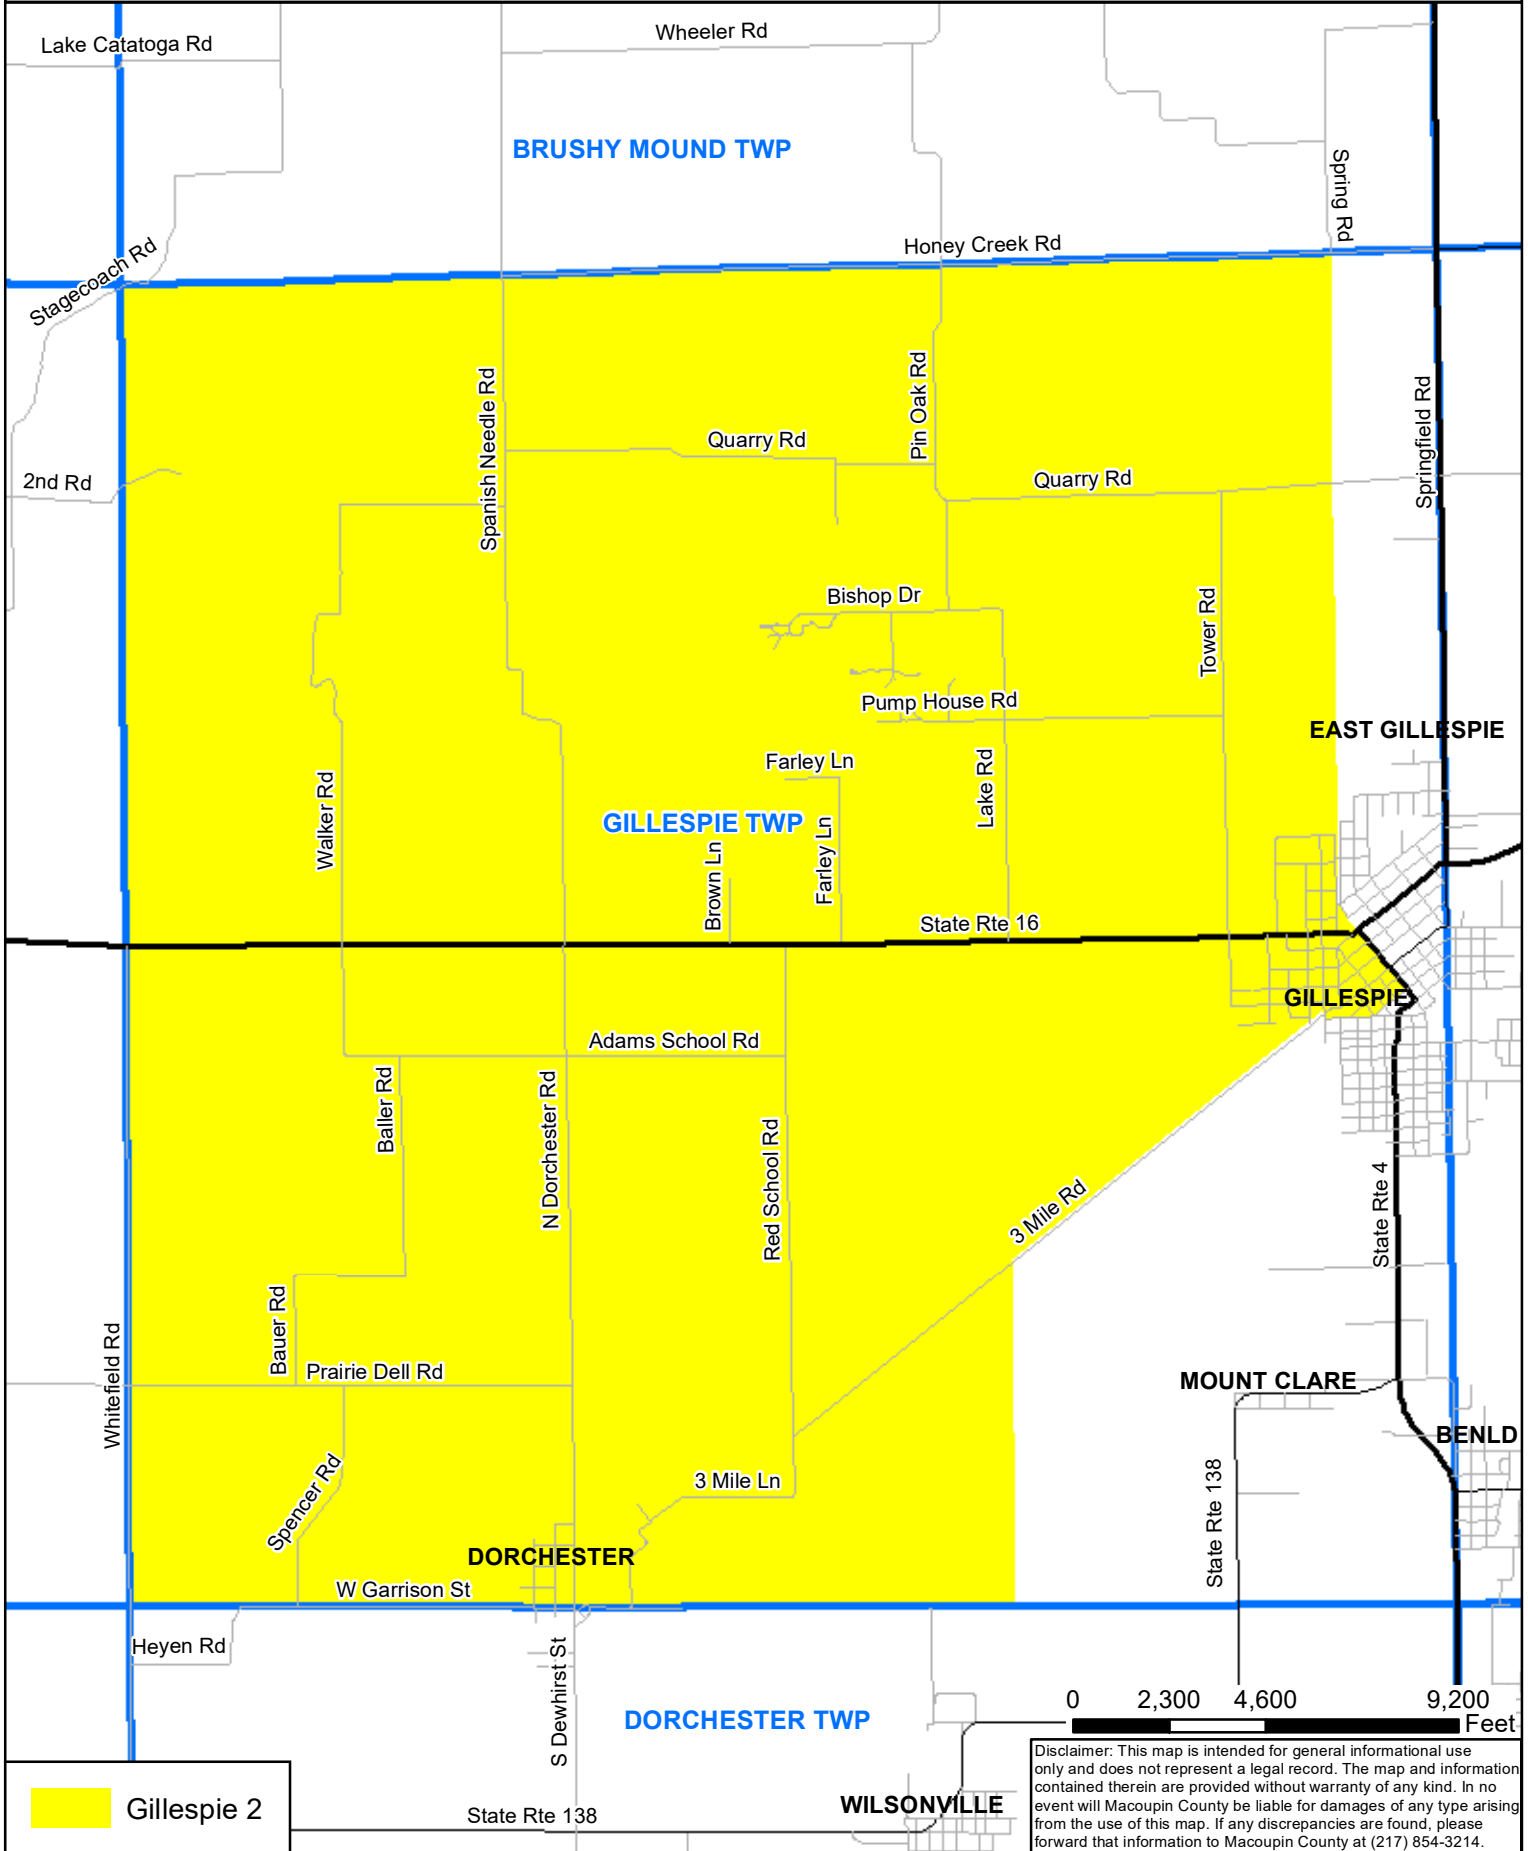 Lake Catatoga Rd
Wheeler Rd
BRUSHY MOUND TWP
Spring Rd
Stagecoach Rd
Honey Creek Rd
Spanish Needle Rd
Pin Oak Rd
Springfield Rd
Quarry Rd
2nd Rd
Quarry Rd
Bishop Dr
Tower Rd
Pump House Rd
EAST GILLESPIE
Farley Ln
Lake Rd
Walker Rd
GILLESPIE TWP
Farley Ln
Brown Ln
State Rte 16
GILLESPIE
Adams School Rd
Baller Rd
N Dorchester Rd
Red School Rd
3 Mile Rd
State Rte 4
Bauer Rd
Whitefield Rd
Prairie Dell Rd
MOUNT CLARE
BENLD
Spencer Rd
3 Mile Ln
State Rte 138
DORCHESTER
W Garrison St
Heyen Rd
S Dewhirst St
DORCHESTER TWP
0 2,300 4,600 9,200
Feet
Gillespie 2
State Rte 138
WILSONVILLE
Disclaimer: This map is intended for general informational use
only and does not represent a legal record. The map and information
contained therein are provided without warranty of any kind. In no
event will Macoupin County be liable for damages of any type arising
from the use of this map. If any discrepancies are found, please
forward that information to Macoupin County at (217) 854-3214.